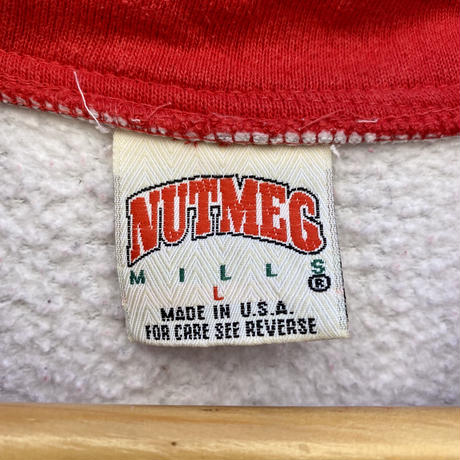 NUTMEG
MILLS
L ®
MADE IN U.S.A.
FOR CARE SEE REVERSE